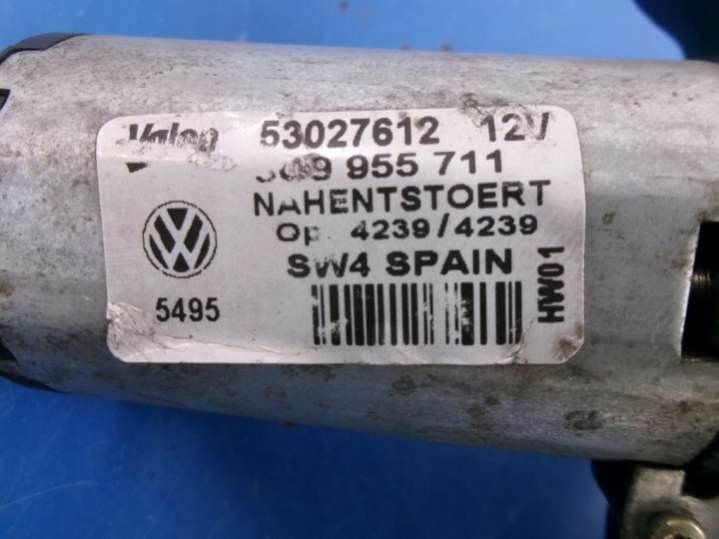 Valeo 53027612 12V
955 711
NAHENTSTOERT
Op. 4239/4239
SW4 SPAIN
5495
HW01